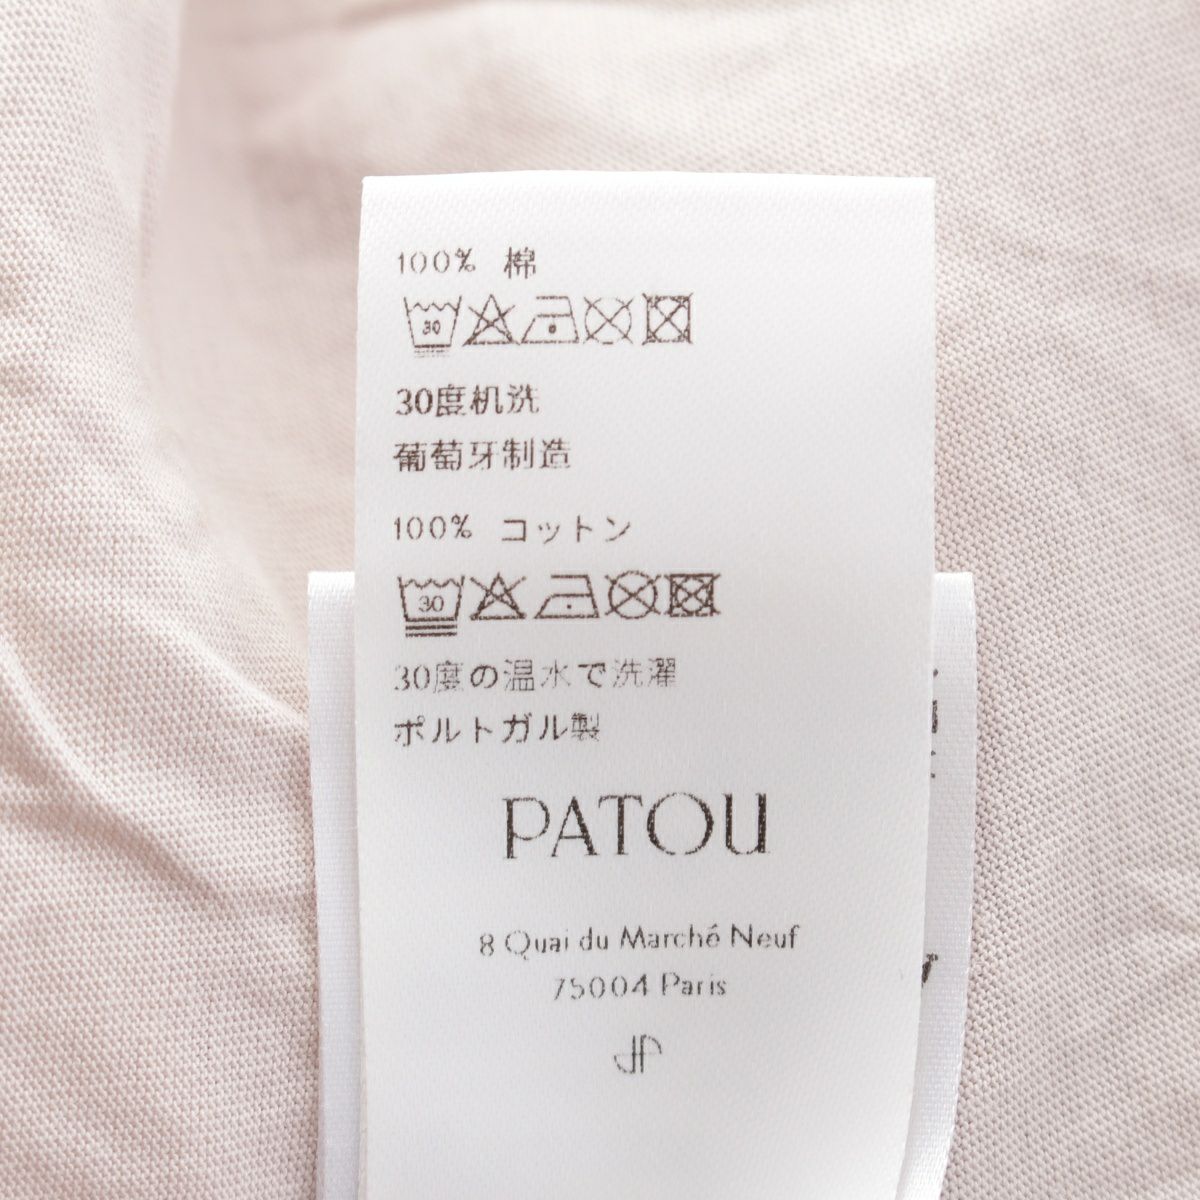 100% 棉
30
30度机洗
葡萄牙制造
100% コットン
30
30度の温水で洗濯
ポルトガル製
PATOU
8 Quai du Marché Neuf
75004 Paris
JP